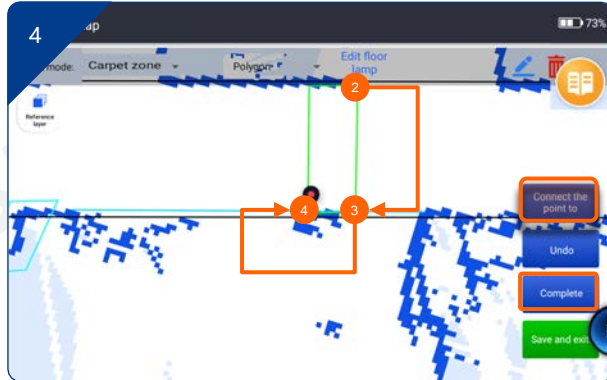 4
ap
73%
mode:
Carpet zone
Polygon
Edit floor
lamp
Reference
layer
2
4
3
Connect the
point to
Undo
Complete
Save and exit